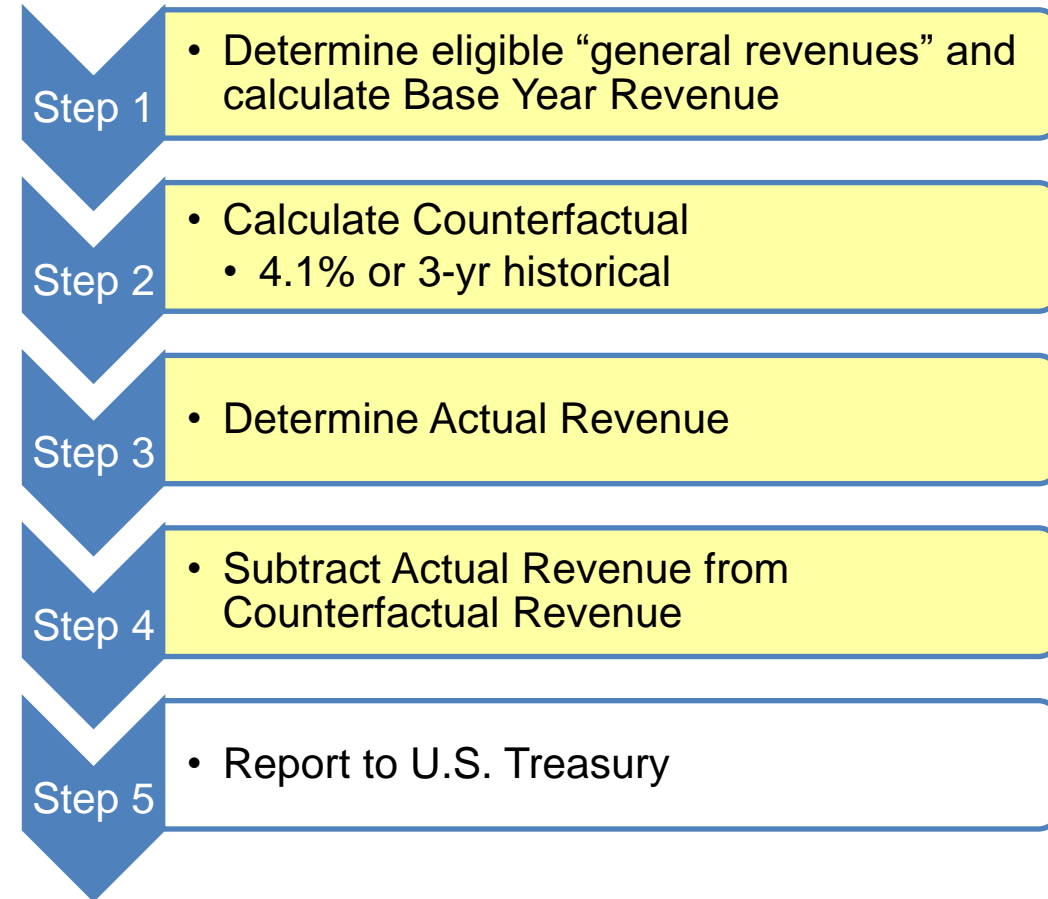 Step 1
• Determine eligible “general revenues” and
calculate Base Year Revenue
Step 2
• Calculate Counterfactual
• 4.1% or 3-yr historical
Step 3
• Determine Actual Revenue
Step 4
• Subtract Actual Revenue from
Counterfactual Revenue
Step 5
• Report to U.S. Treasury